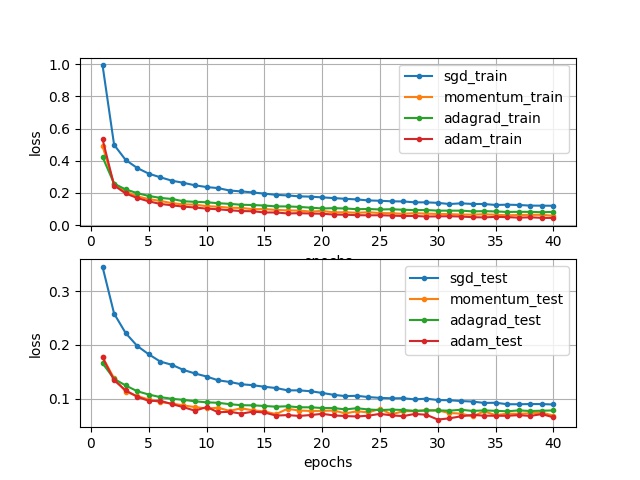 1.0
0.8
0.6
0.4
0.2
0.0
loss
sgd_train
momentum_train
adagrad_train
adam_train
0 5 10 15 20 25 30 35 40
epochs
0.3
0.2
0.1
loss
sgd_test
momentum_test
adagrad_test
adam_test
0 5 10 15 20 25 30 35 40
epochs